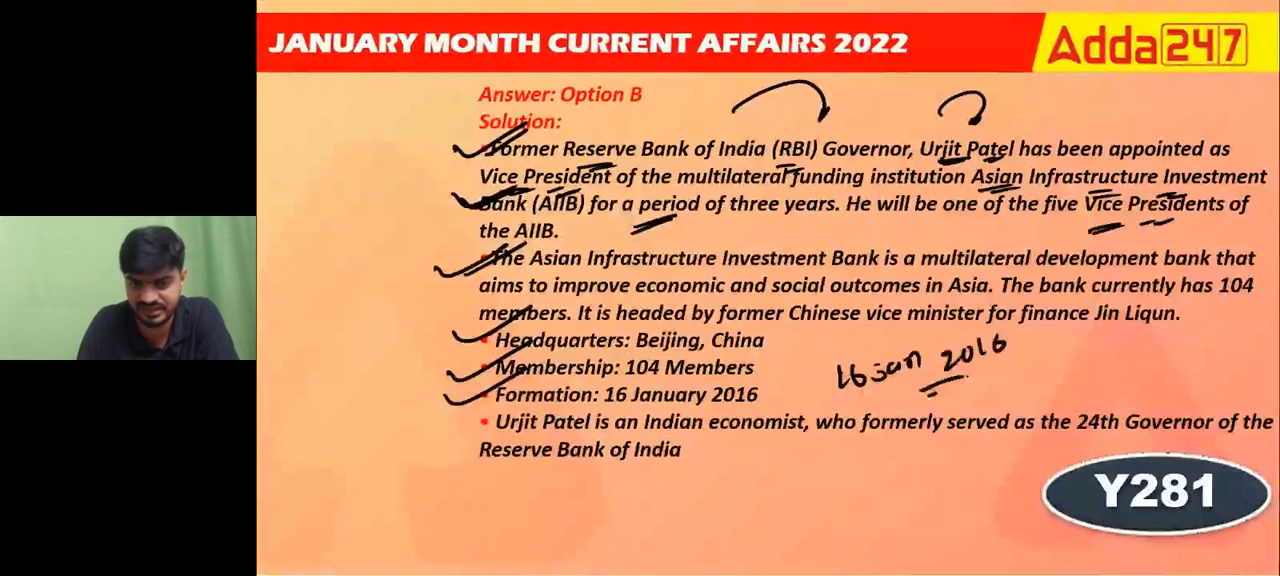 JANUARY MONTH CURRENT AFFAIRS 2022
Adda247
Answer: Option B
Solution:
• Former Reserve Bank of India (RBI) Governor, Urjit Patel has been appointed as
Vice President of the multilateral funding institution Asian Infrastructure Investment
Bank (AIIB) for a period of three years. He will be one of the five Vice Presidents of
the AIIB.
• The Asian Infrastructure Investment Bank is a multilateral development bank that
aims to improve economic and social outcomes in Asia. The bank currently has 104
members. It is headed by former Chinese vice minister for finance Jin Liqun.
• Headquarters: Beijing, China
• Membership: 104 Members
• Formation: 16 January 2016
16 Jan 2016
• Urjit Patel is an Indian economist, who formerly served as the 24th Governor of the
Reserve Bank of India
Y281